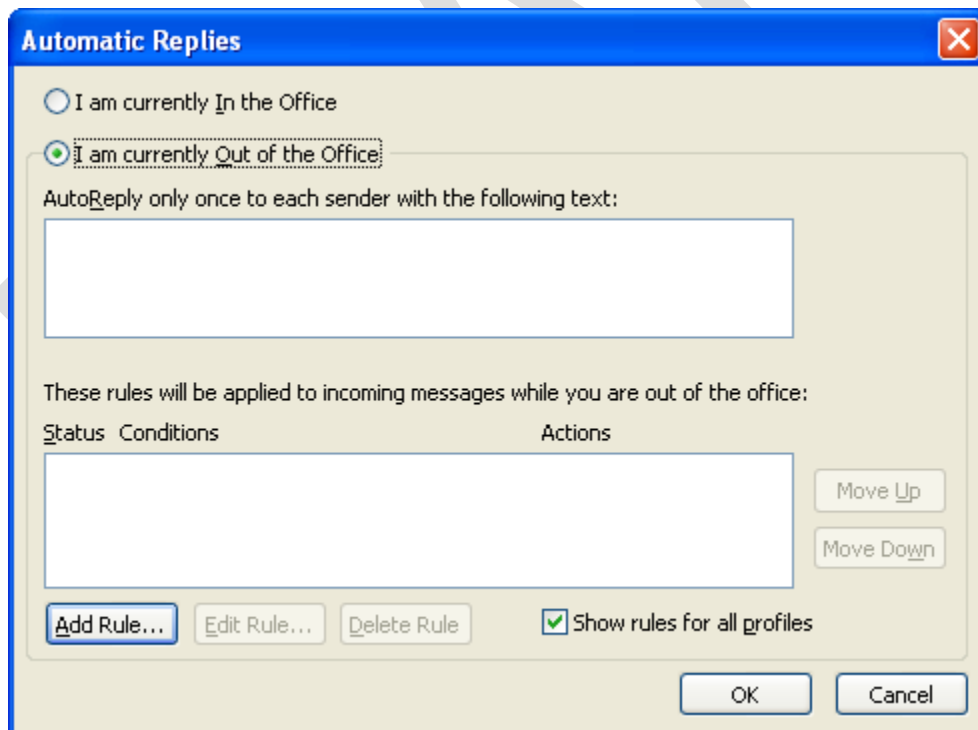 Automatic Replies
I am currently In the Office
I am currently Out of the Office
AutoReply only once to each sender with the following text:
These rules will be applied to incoming messages while you are out of the office:
Status Conditions Actions
Move Up
Move Down
Add Rule... Edit Rule... Delete Rule Show rules for all profiles
OK Cancel